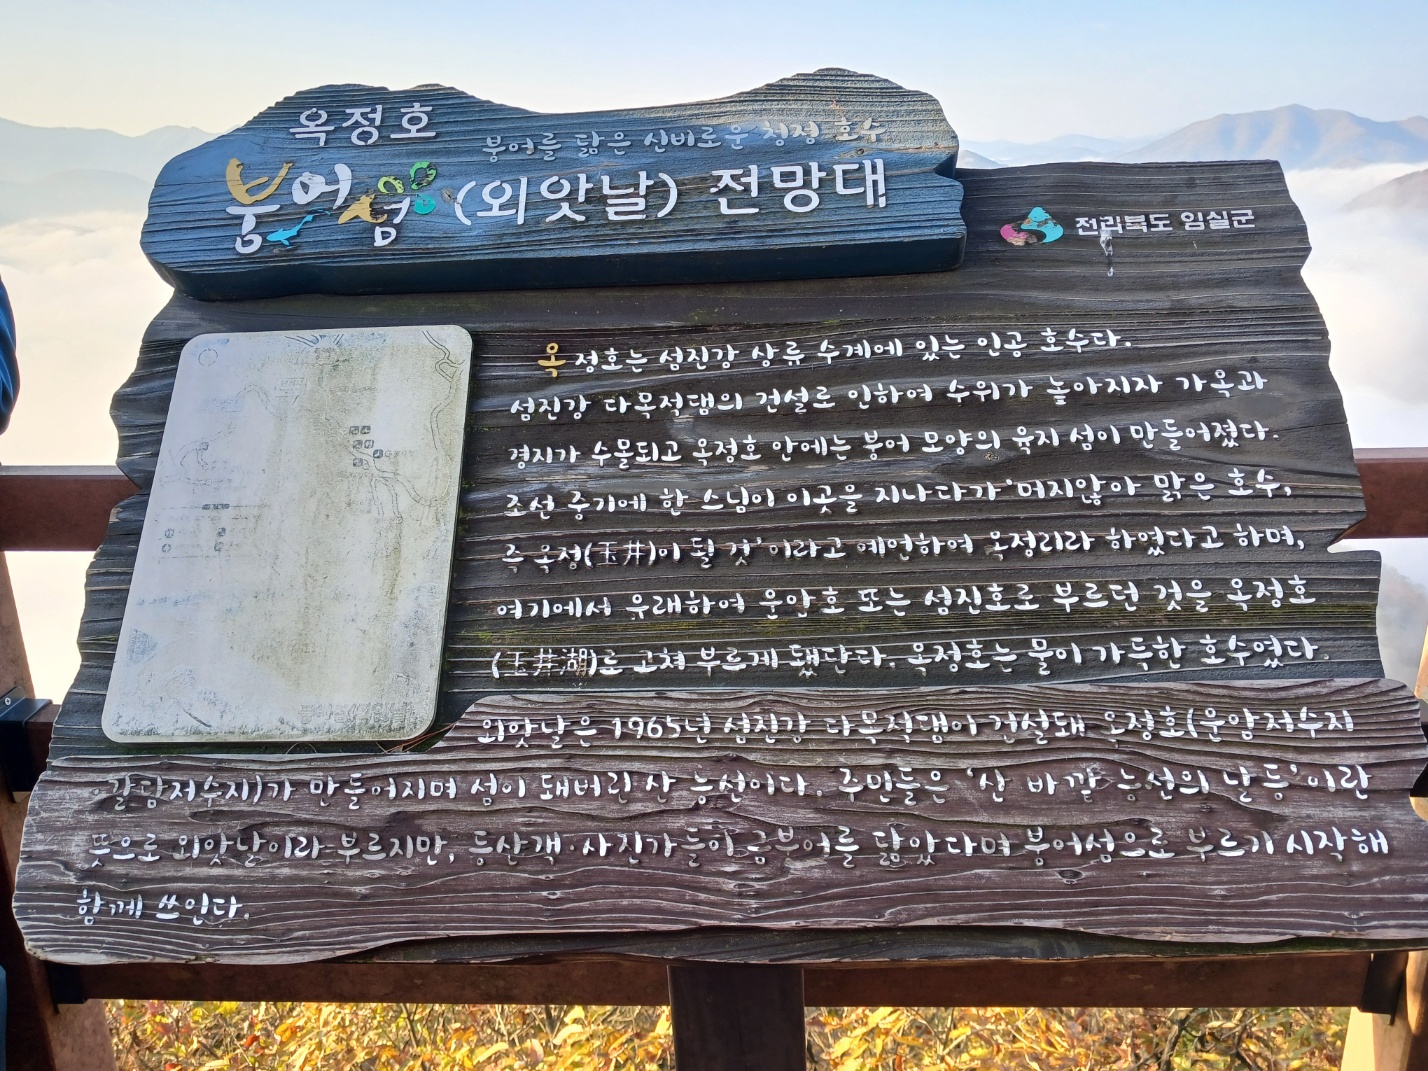 옥정호
붕어를 닮은 신비로운 청정 호수
붕어섬 (외앗날) 전망대
전라북도 임실군
옥정호는 섬진강 상류 수계에 있는 인공 호수다.
섬진강 다목적댐의 건설로 인하여 수위가 높아지자 가옥과
경지가 수몰되고 옥정호 안에는 붕어 모양의 육지 섬이 만들어졌다.
조선 중기에 한 스님이 이곳을 지나다가 '머지않아 맑은 호수,
즉 옥정(玉井)이 될 것'이라고 예언하여 옥정리라 하였다고 하며,
여기에서 유래하여 운암호 또는 섬진호로 부르던 것을 옥정호
(玉井湖)로 고쳐 부르게 됐단다. 옥정호는 물이 가득한 호수였다.
외앗날은 1965년 섬진강 다목적댐이 건설돼 옥정호(운암저수지
·갈담저수지)가 만들어지며 섬이 돼버린 산 능선이다. 주민들은 '산 바깥 능선의 날등'이란
뜻으로 외앗날이라 부르지만, 등산객·사진가들이 금붕어를 닮았다며 붕어섬으로 부르기 시작해
함께 쓰인다.